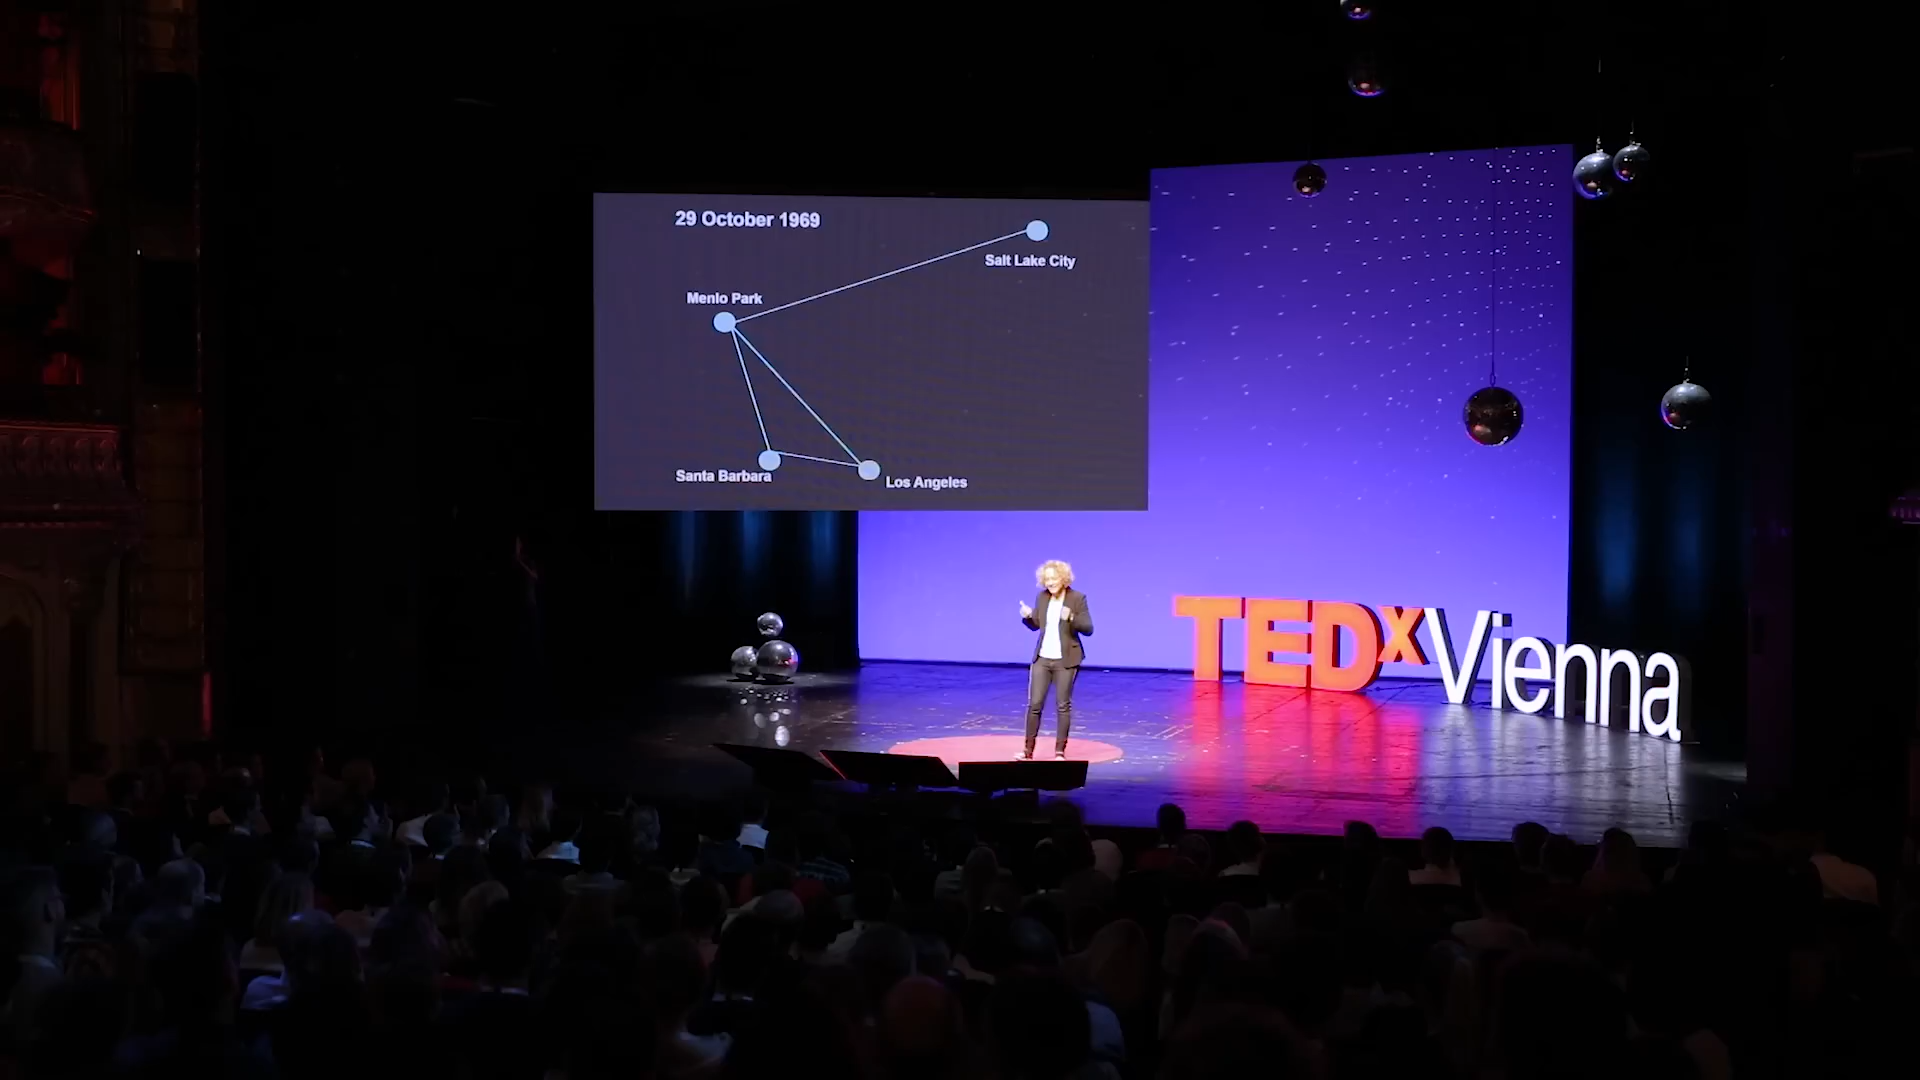 29 October 1969
Salt Lake City
Menlo Park
Santa Barbara
Los Angeles
TEDxVienna